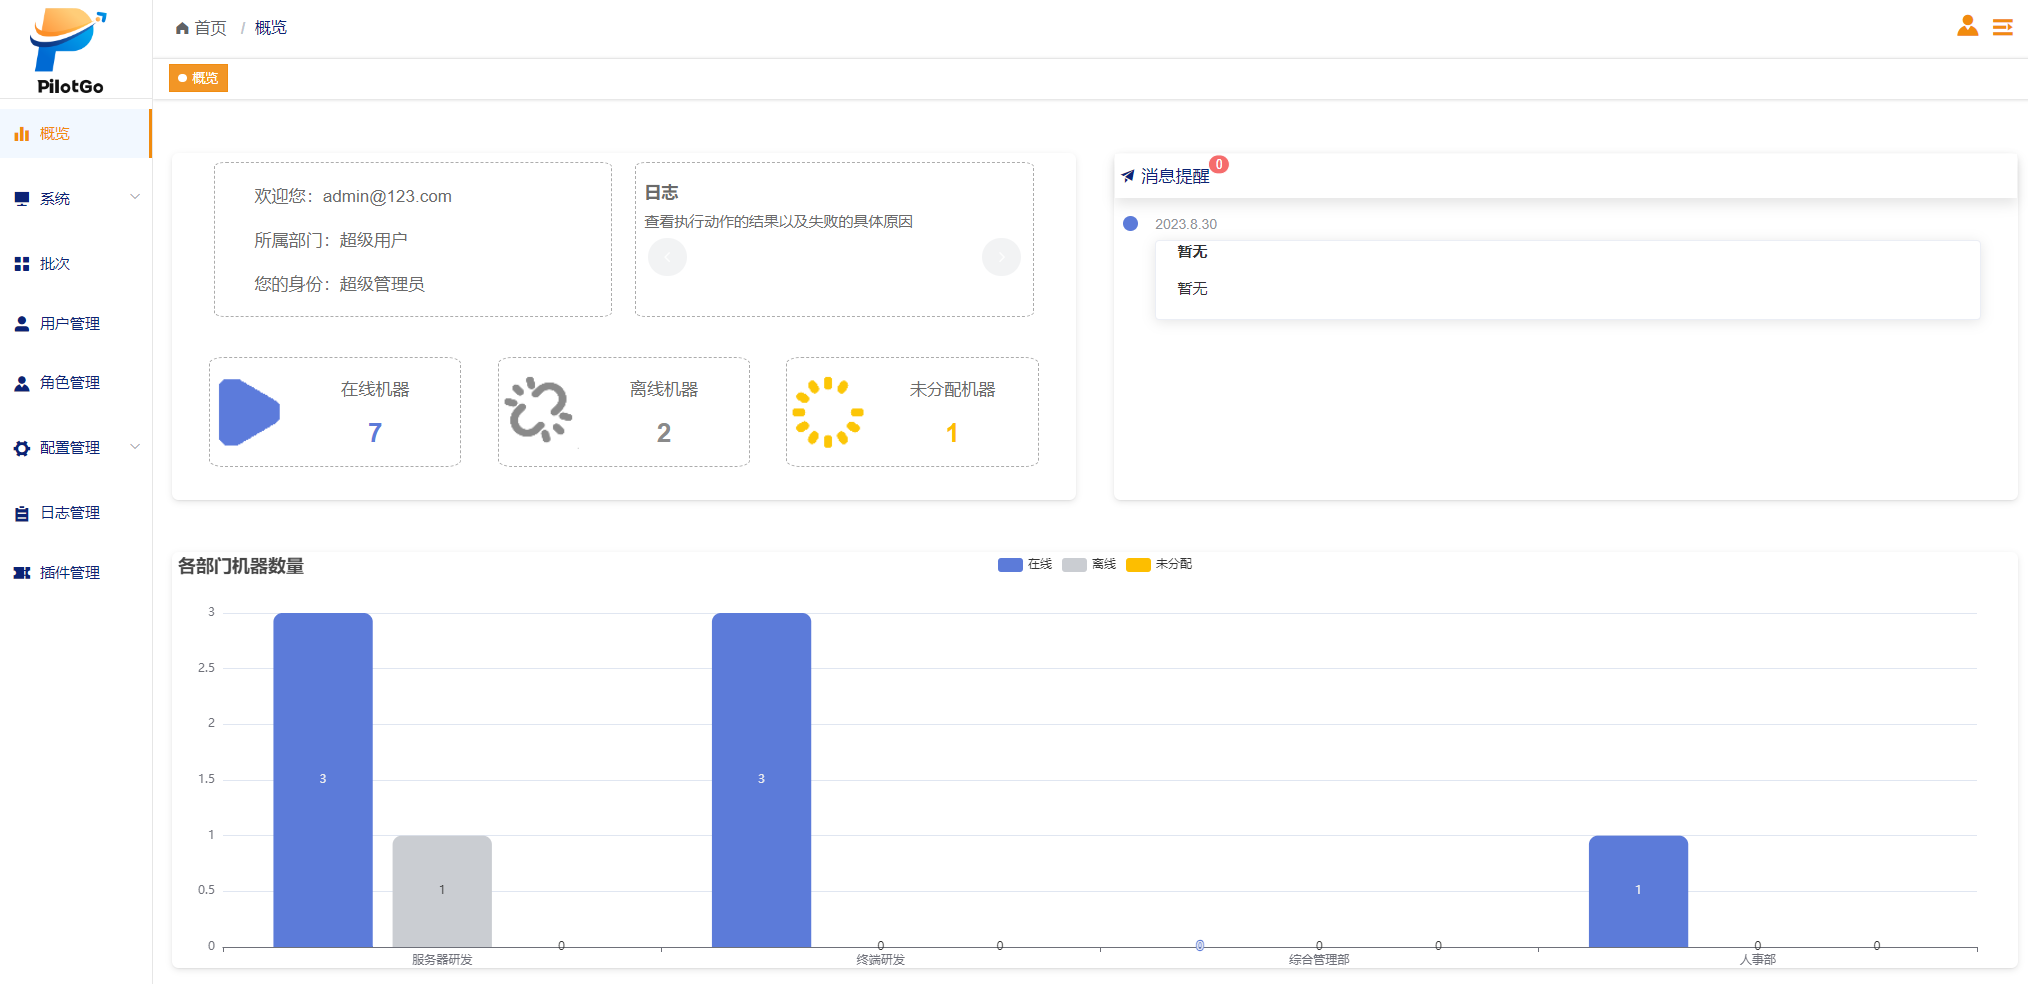 PilotGo
首页 / 概览
概览
概览
系统
批次
用户管理
角色管理
配置管理
日志管理
插件管理
欢迎您：admin@123.com
所属部门：超级用户
您的身份：超级管理员
日志
查看执行动作的结果以及失败的具体原因
在线机器
7
离线机器
2
未分配机器
1
消息提醒
0
2023.8.30
暂无
暂无
各部门机器数量
在线 离线 未分配
3
2.5
2
1.5
1
0.5
0
3
1
0
3
0
0
0
0
0
1
0
0
服务器研发
终端研发
综合管理部
人事部